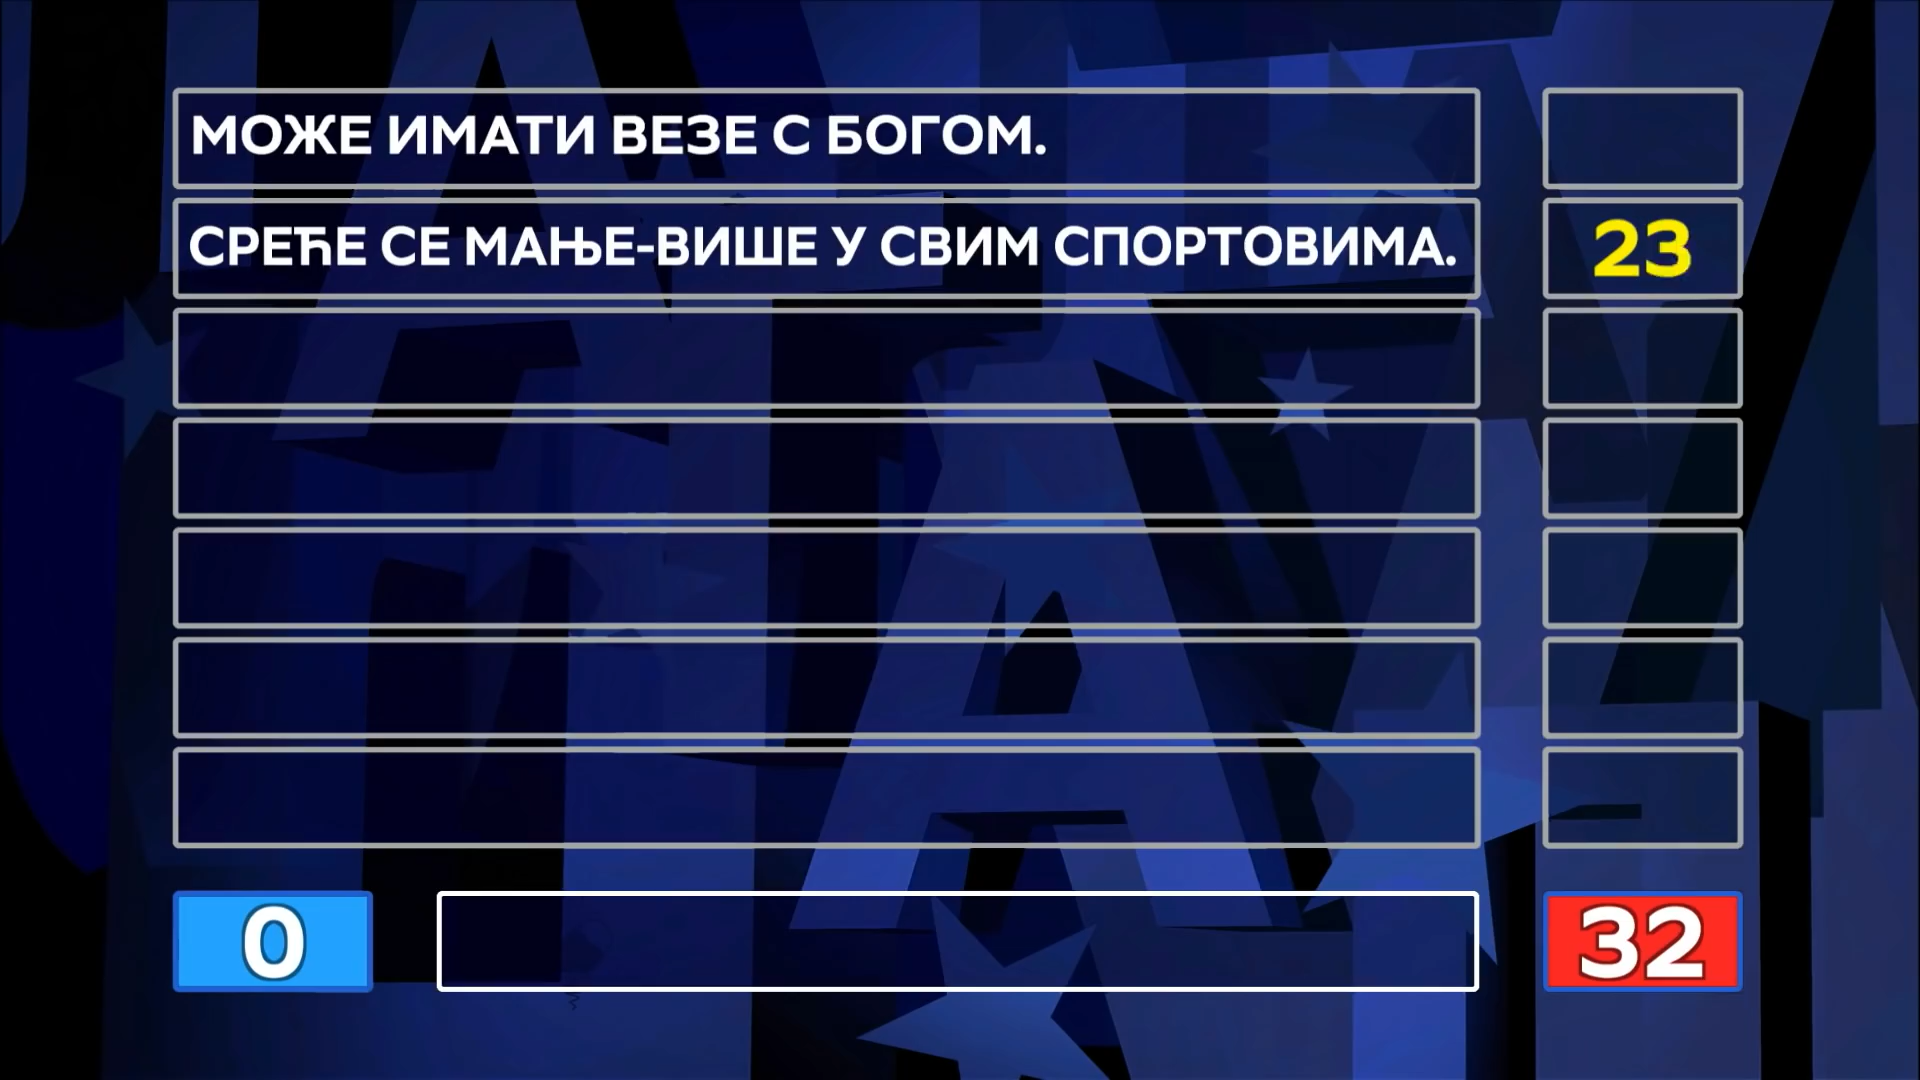 МОЖЕ ИМАТИ ВЕЗЕ С БОГОМ.
СРЕЋЕ СЕ МАЊЕ-ВИШЕ У СВИМ СПОРТОВИМА. 23
0 32